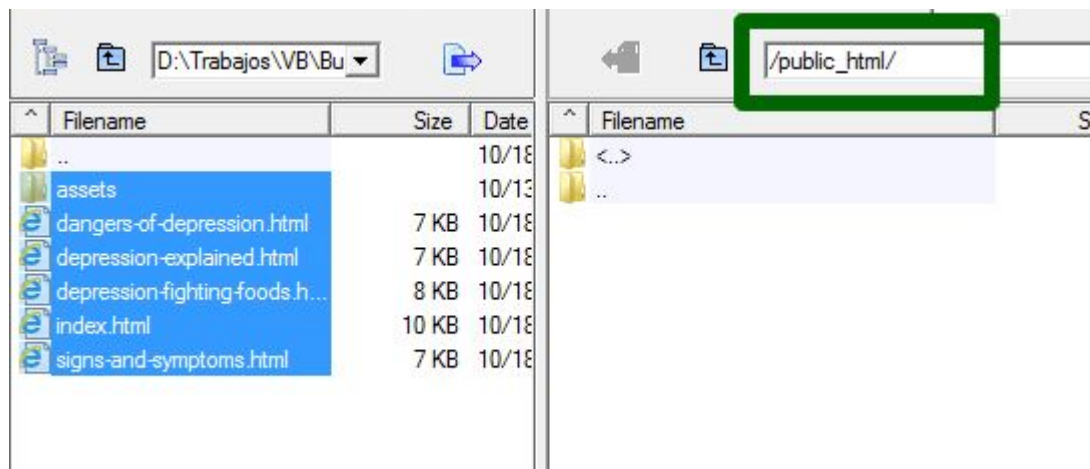 D:\Trabajos\VB\Bu
/public_html/
Filename Size Date
Filename S
.. 10/18
<..>
assets 10/13
..
dangers-of-depression.html 7 KB 10/18
depression-explained.html 7 KB 10/18
depression-fighting-foods.h... 8 KB 10/18
index.html 10 KB 10/18
signs-and-symptoms.html 7 KB 10/18